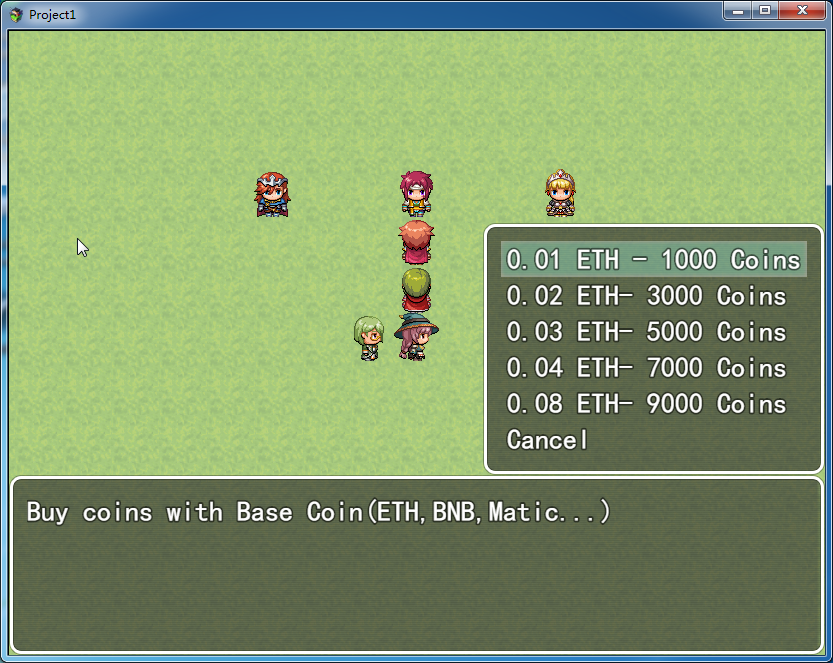 Project1
0.01 ETH - 1000 Coins
0.02 ETH- 3000 Coins
0.03 ETH- 5000 Coins
0.04 ETH- 7000 Coins
0.08 ETH- 9000 Coins
Cancel
Buy coins with Base Coin(ETH,BNB,Matic...)